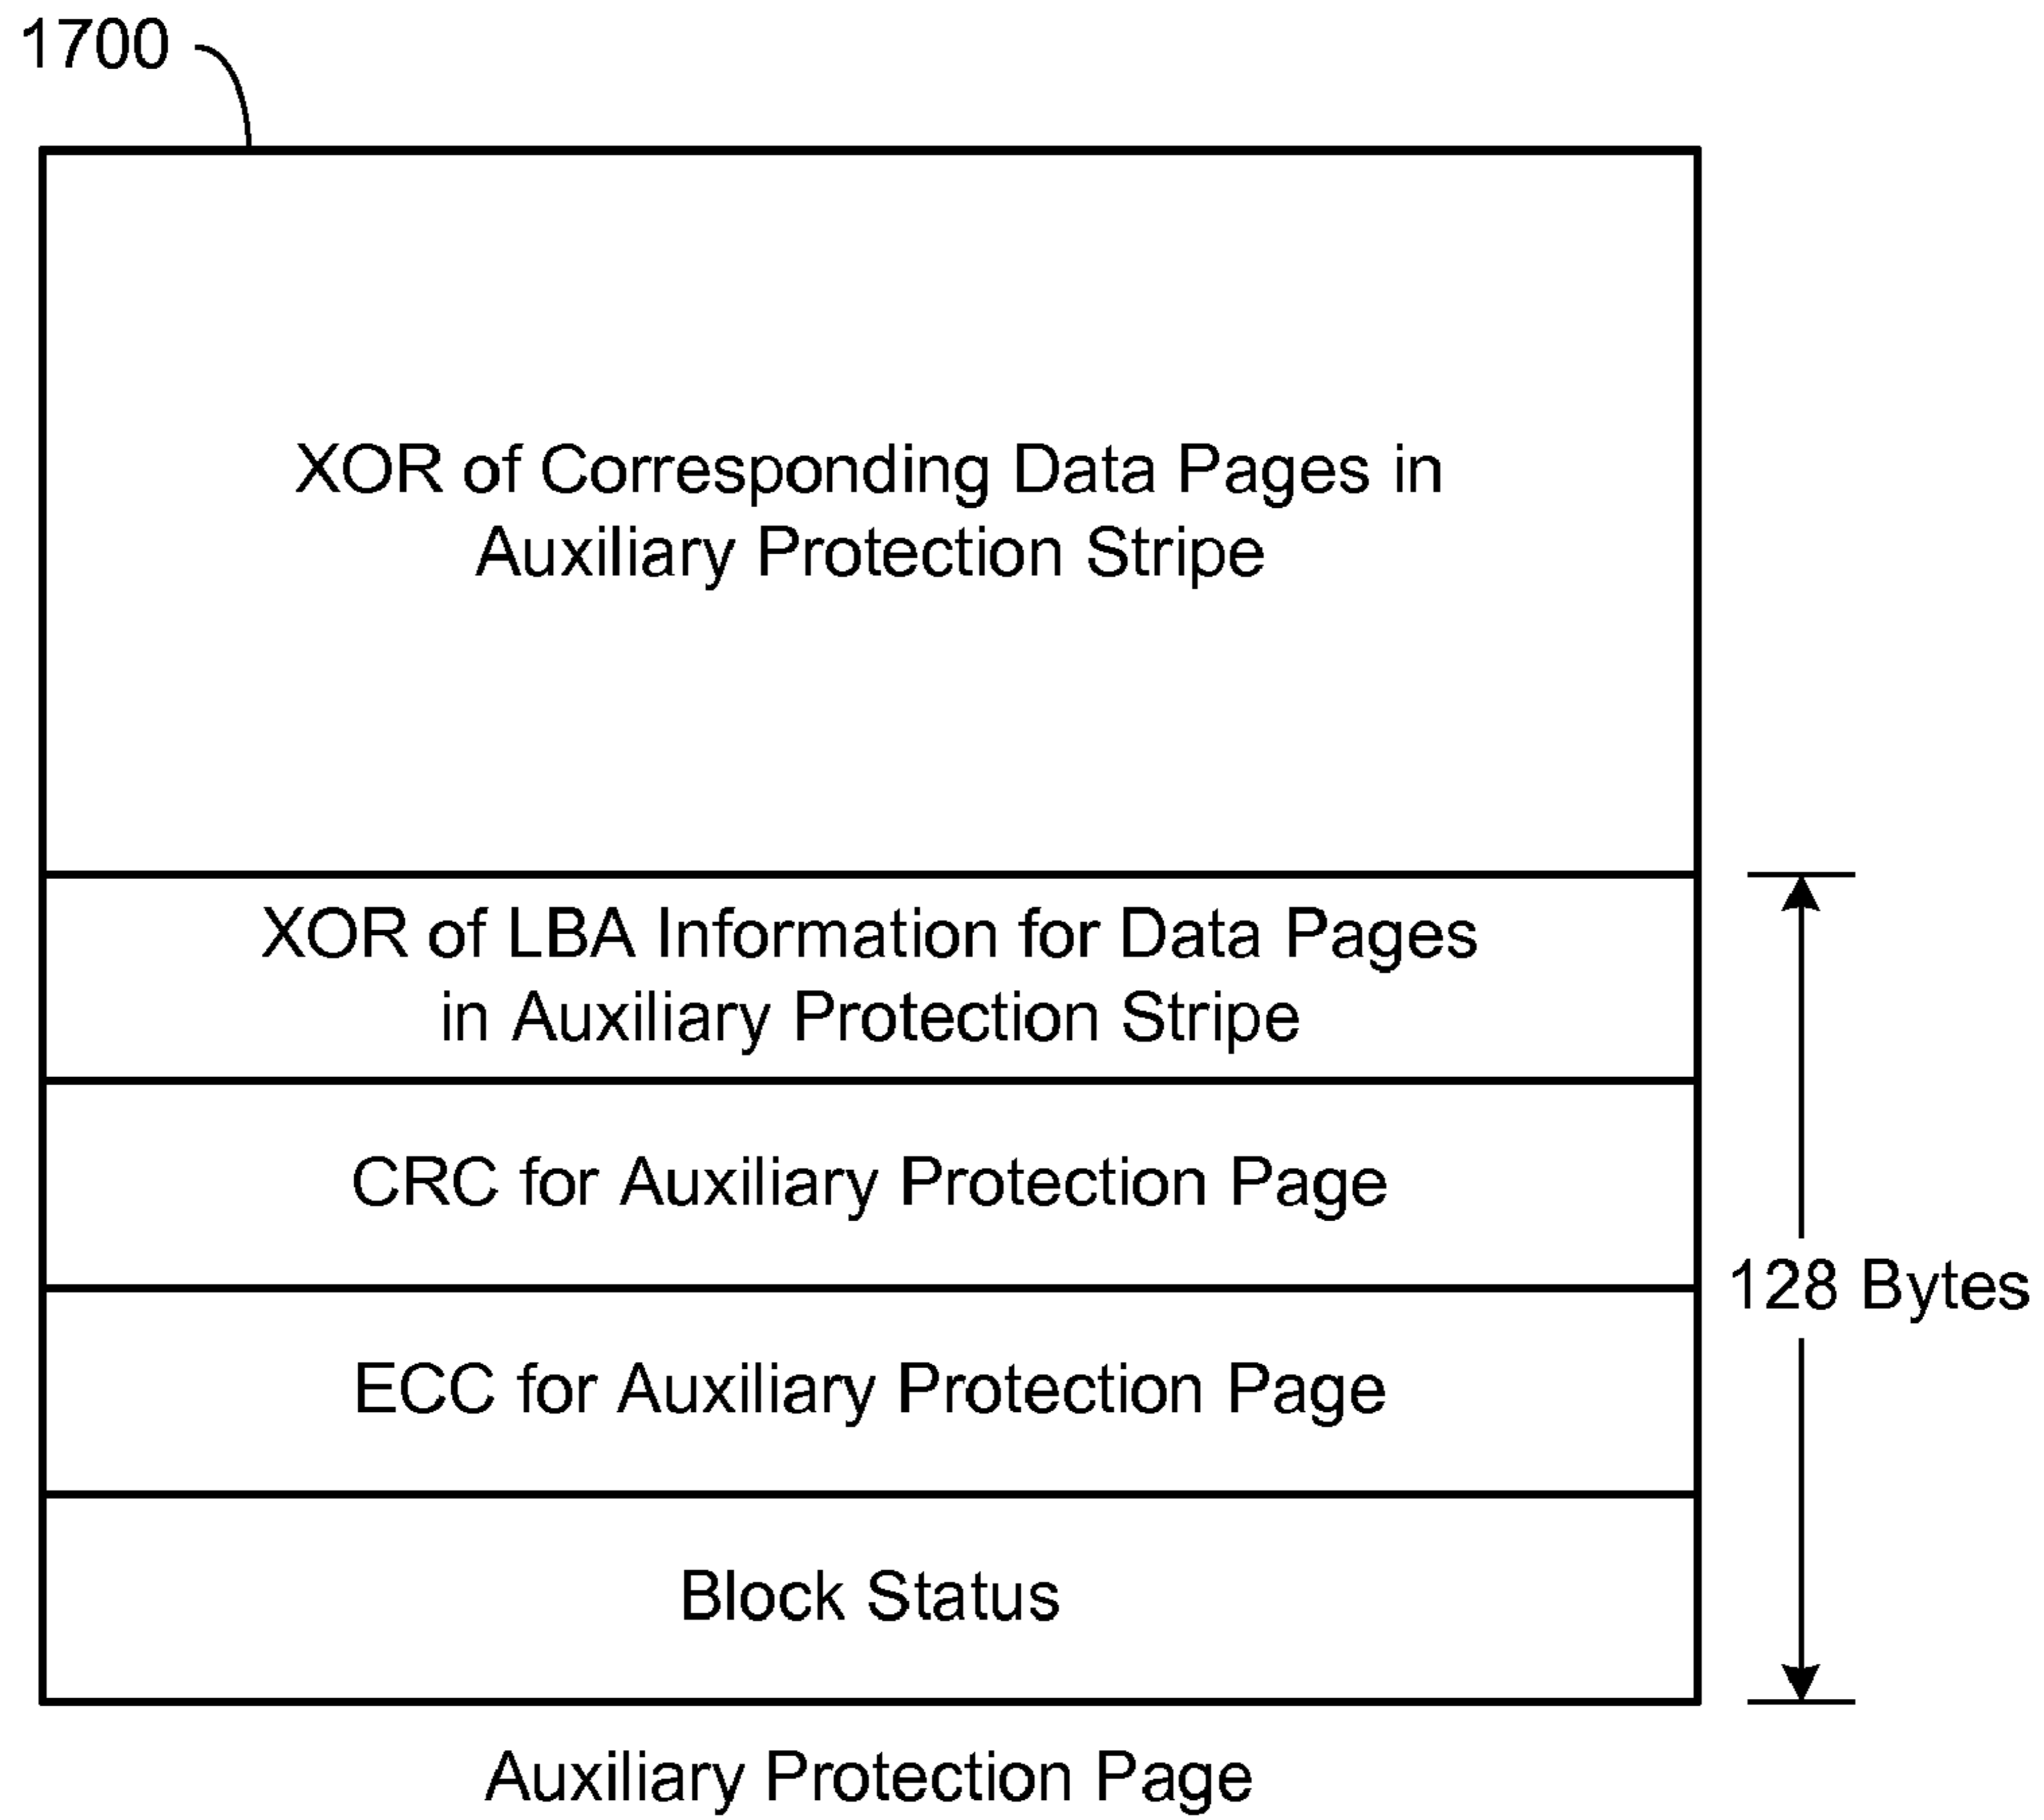 1700
XOR of Corresponding Data Pages in
Auxiliary Protection Stripe
XOR of LBA Information for Data Pages
in Auxiliary Protection Stripe
CRC for Auxiliary Protection Page
128 Bytes
ECC for Auxiliary Protection Page
Block Status
Auxiliary Protection Page